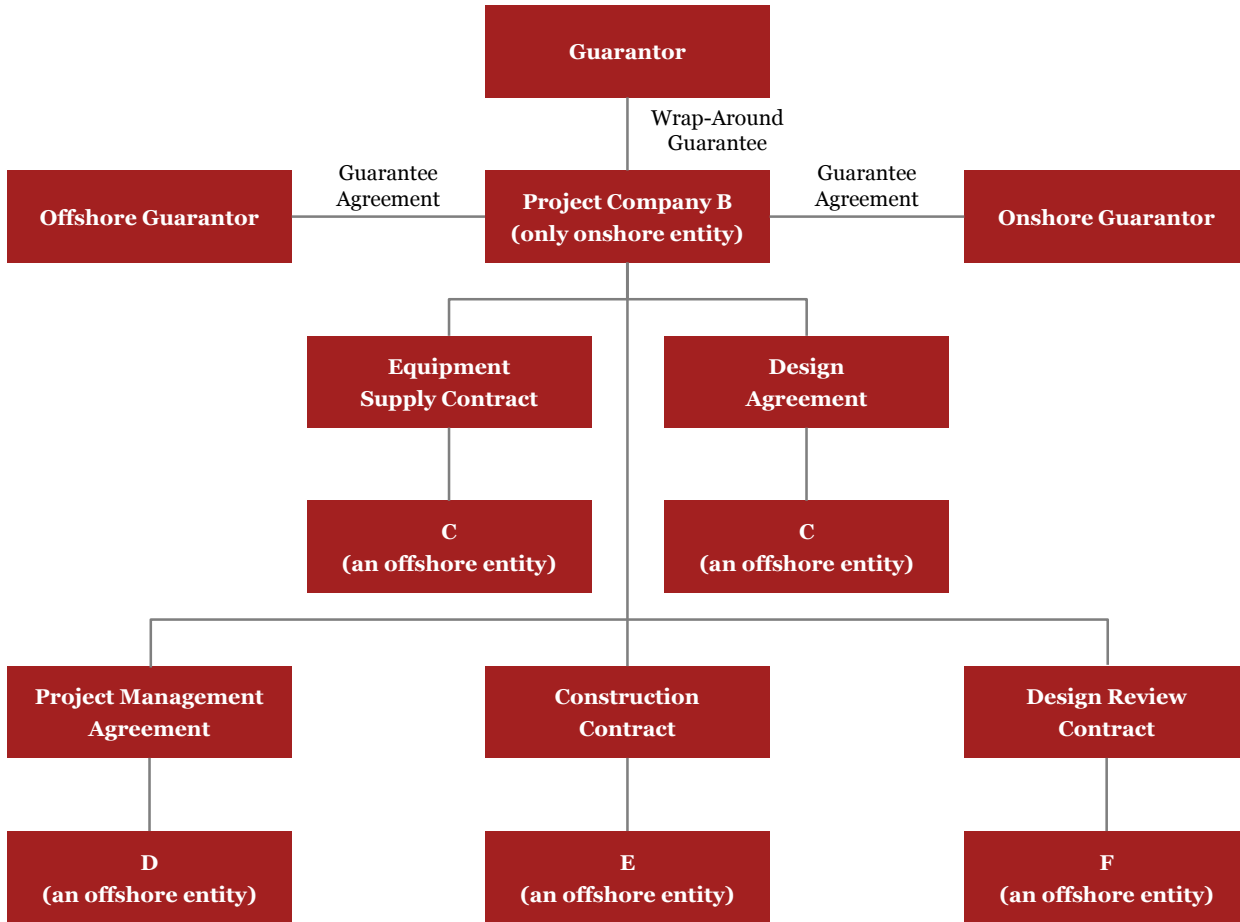 Guarantor
Wrap-Around
Guarantee
Guarantee
Agreement
Guarantee
Agreement
Offshore Guarantor
Project Company B
(only onshore entity)
Onshore Guarantor
Equipment
Supply Contract
Design
Agreement
C
(an offshore entity)
C
(an offshore entity)
Project Management
Agreement
Construction
Contract
Design Review
Contract
D
(an offshore entity)
E
(an offshore entity)
F
(an offshore entity)